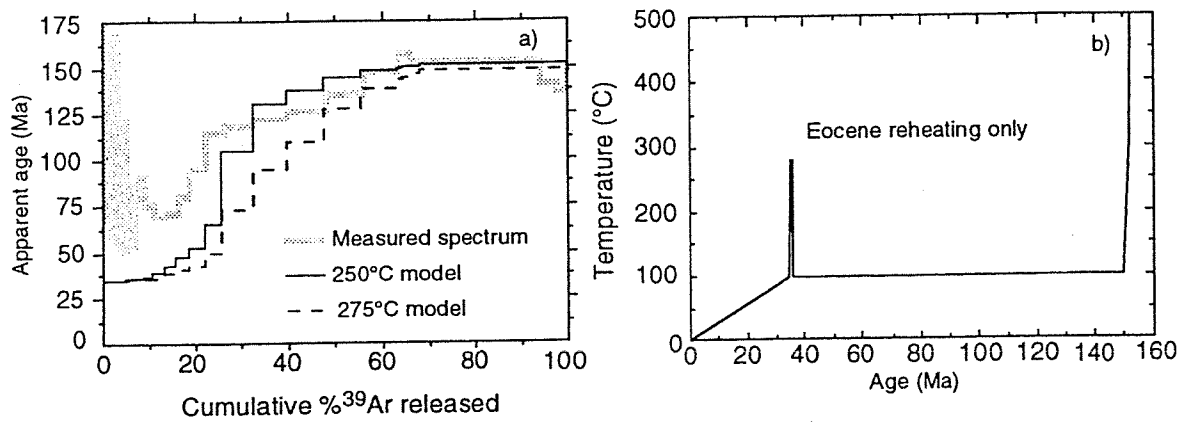 175
150
125
100
75
50
25
0
Apparent age (Ma)
a)
Measured spectrum
250°C model
275°C model
0 20 40 60 80 100
Cumulative %39Ar released
500
400
300
200
100
0
Temperature (°C)
b)
Eocene reheating only
0 20 40 60 80 100 120 140 160
Age (Ma)